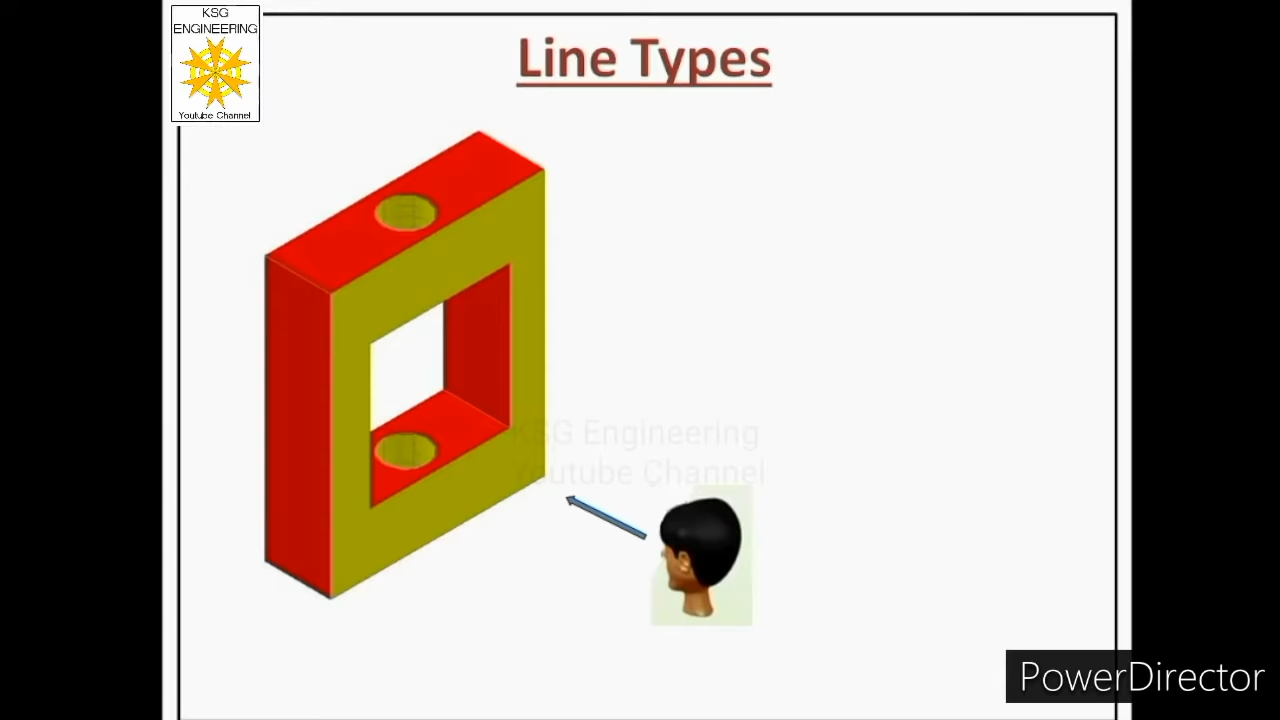 KSG
ENGINEERING
Youtube Channel
Line Types
KSG Engineering
Youtube Channel
PowerDirector